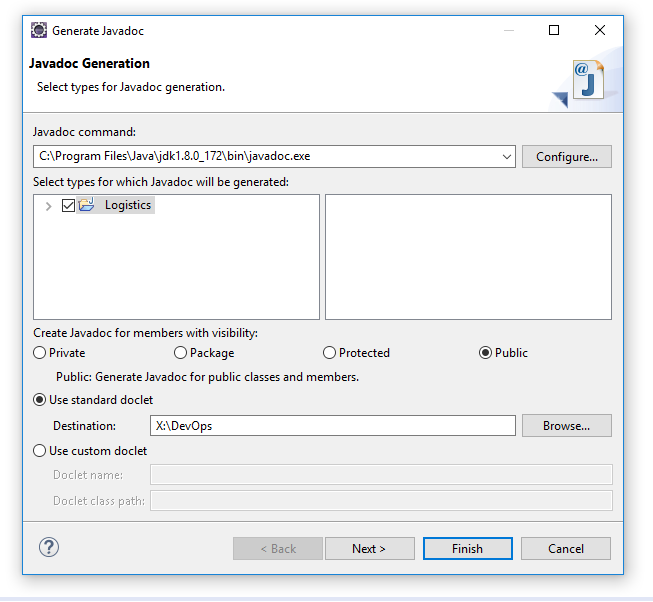 Generate Javadoc
Javadoc Generation
Select types for Javadoc generation.
@
J
Javadoc command:
C:\Program Files\Java\jdk1.8.0_172\bin\javadoc.exe
Configure...
Select types for which Javadoc will be generated:
Logistics
Create Javadoc for members with visibility:
Private Package Protected Public
Public: Generate Javadoc for public classes and members.
Use standard doclet
Destination: X:\DevOps Browse...
Use custom doclet
Doclet name:
Doclet class path:
? < Back Next > Finish Cancel